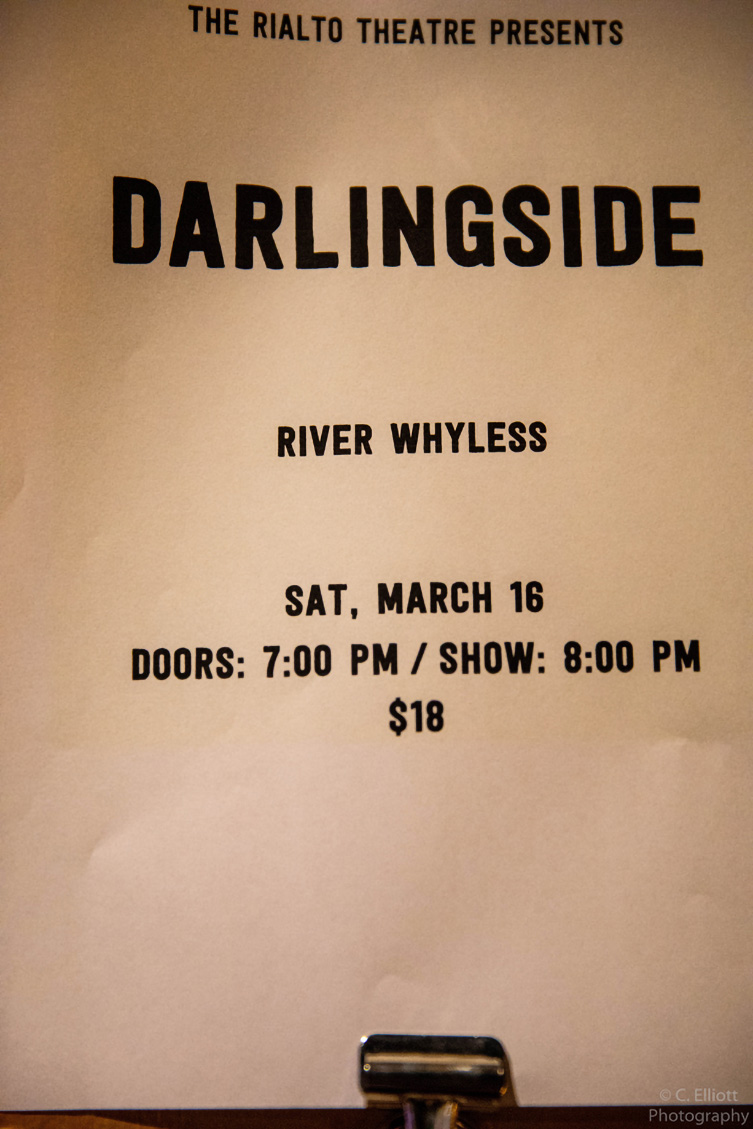 THE RIALTO THEATRE PRESENTS
DARLINGSIDE
RIVER WHYLESS
SAT, MARCH 16
DOORS: 7:00 PM / SHOW: 8:00 PM
$18
© C. Elliott
Photography